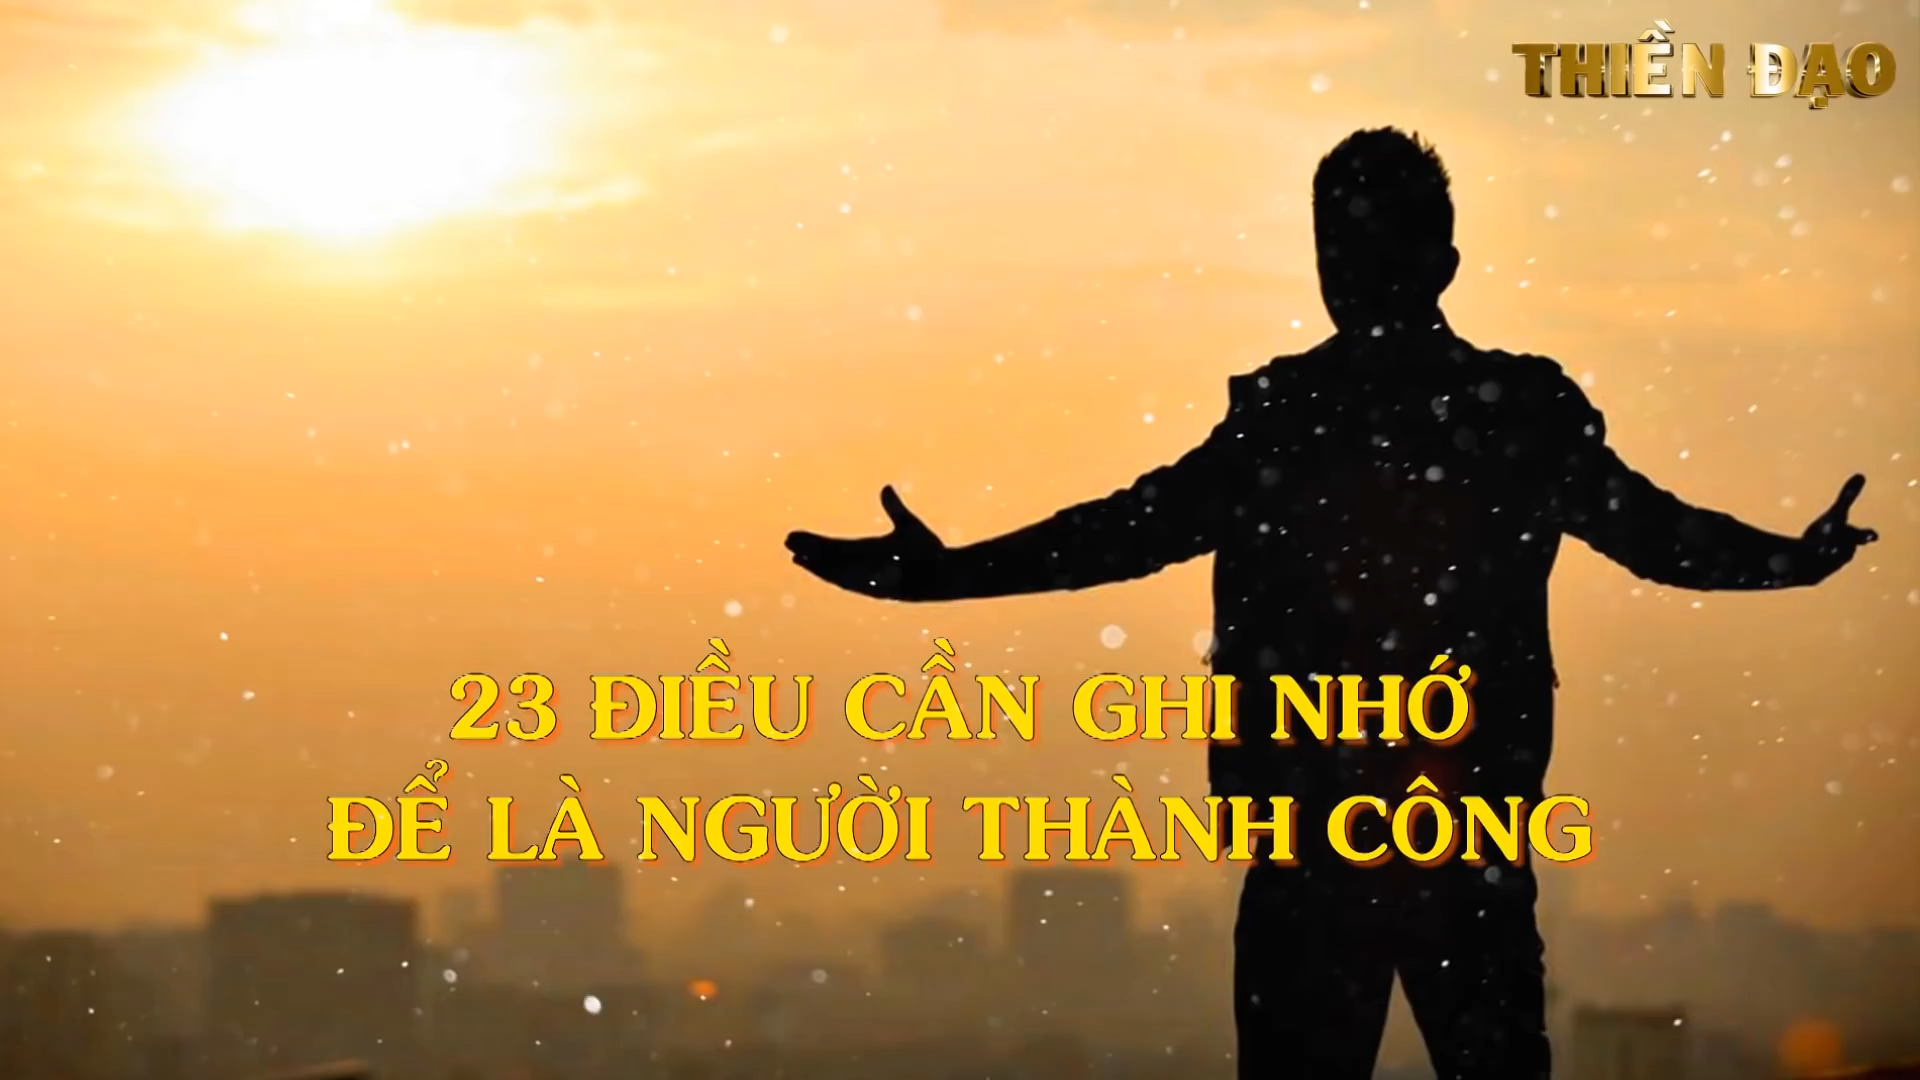 THIỀN ĐẠO
23 ĐIỀU CẦN GHI NHỚ
ĐỂ LÀ NGƯỜI THÀNH CÔNG